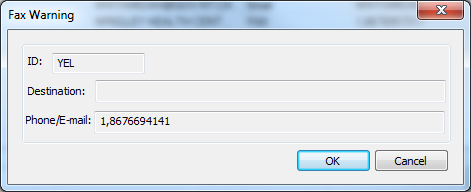 Fax Warning
ID: YEL
Destination:
Phone/E-mail: 1,8676694141
OK Cancel